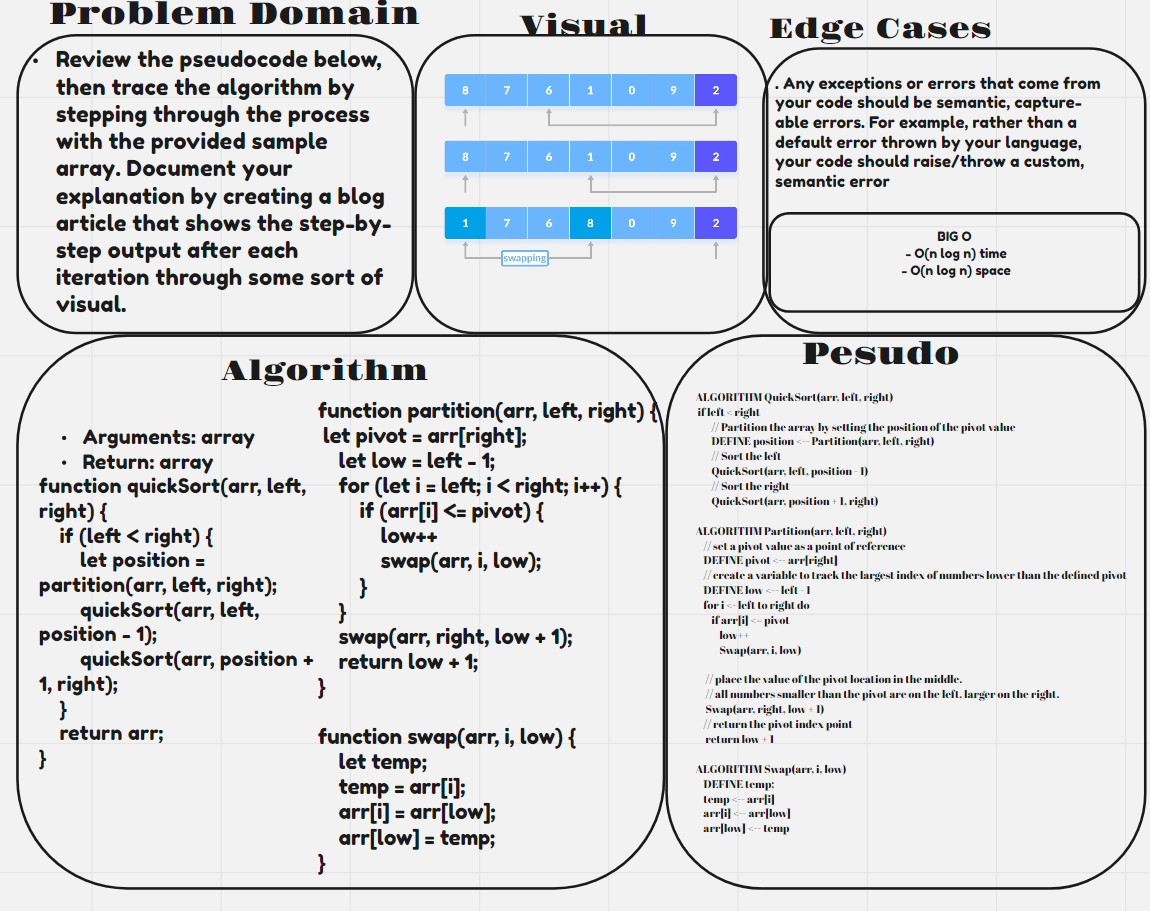 Problem Domain
• Review the pseudocode below,
then trace the algorithm by
stepping through the process
with the provided sample
array. Document your
explanation by creating a blog
article that shows the step-by-
step output after each
iteration through some sort of
visual.
Visual
8 7 6 1 0 9 2
8 7 6 1 0 9 2
1 7 6 8 0 9 2
swapping
Edge Cases
. Any exceptions or errors that come from
your code should be semantic, capture-
able errors. For example, rather than a
default error thrown by your language,
your code should raise/throw a custom,
semantic error
BIG O
- O(n log n) time
- O(n log n) space
Algorithm
• Arguments: array
• Return: array
function quickSort(arr, left,
right) {
if (left < right) {
let position =
partition(arr, left, right);
quickSort(arr, left,
position - 1);
quickSort(arr, position +
1, right);
}
return arr;
}
function partition(arr, left, right) {
let pivot = arr[right];
let low = left - 1;
for (let i = left; i < right; i++) {
if (arr[i] <= pivot) {
low++
swap(arr, i, low);
}
}
swap(arr, right, low + 1);
return low + 1;
}
function swap(arr, i, low) {
let temp;
temp = arr[i];
arr[i] = arr[low];
arr[low] = temp;
}
Pesudo
ALGORITHM QuickSort(arr, left, right)
if left < right
// Partition the array by setting the position of the pivot value
DEFINE position <-- Partition(arr, left, right)
// Sort the left
QuickSort(arr, left, position - 1)
// Sort the right
QuickSort(arr, position + 1, right)
ALGORITHM Partition(arr, left, right)
// set a pivot value as a point of reference
DEFINE pivot <-- arr[right]
// create a variable to track the largest index of numbers lower than the defined pivot
DEFINE low <-- left - 1
for i <- left to right do
if arr[i] <= pivot
low++
Swap(arr, i, low)
// place the value of the pivot location in the middle.
// all numbers smaller than the pivot are on the left, larger on the right.
Swap(arr, right, low + 1)
// return the pivot index point
return low + 1
ALGORITHM Swap(arr, i, low)
DEFINE temp;
temp <-- arr[i]
arr[i] <-- arr[low]
arr[low] <-- temp